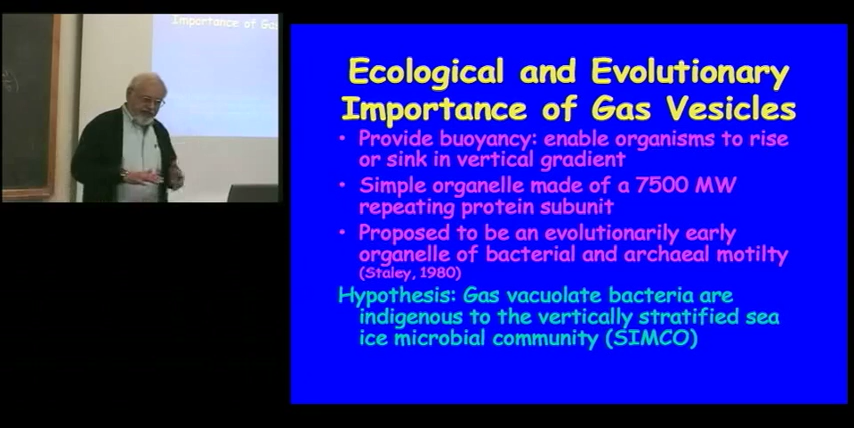 Importance of Gas
Ecological and Evolutionary
Importance of Gas Vesicles
• Provide buoyancy: enable organisms to rise
or sink in vertical gradient
• Simple organelle made of a 7500 MW
repeating protein subunit
• Proposed to be an evolutionarily early
organelle of bacterial and archaeal motilty
(Staley, 1980)
Hypothesis: Gas vacuolate bacteria are
indigenous to the vertically stratified sea
ice microbial community (SIMCO)